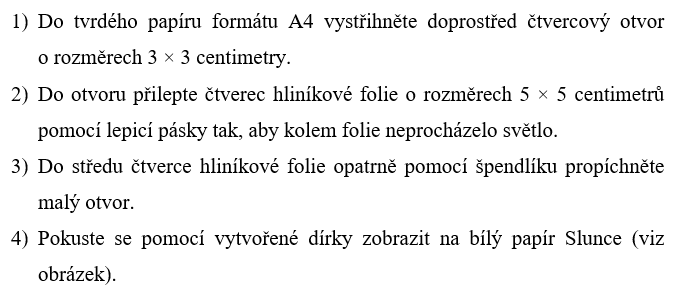 1) Do tvrdého papíru formátu A4 vystřihněte doprostřed čtvercový otvor
o rozměrech 3 × 3 centimetry.
2) Do otvoru přilepte čtverec hliníkové folie o rozměrech 5 × 5 centimetrů
pomocí lepicí pásky tak, aby kolem folie neprocházelo světlo.
3) Do středu čtverce hliníkové folie opatrně pomocí špendlíku propíchněte
malý otvor.
4) Pokuste se pomocí vytvořené dírky zobrazit na bílý papír Slunce (viz
obrázek).